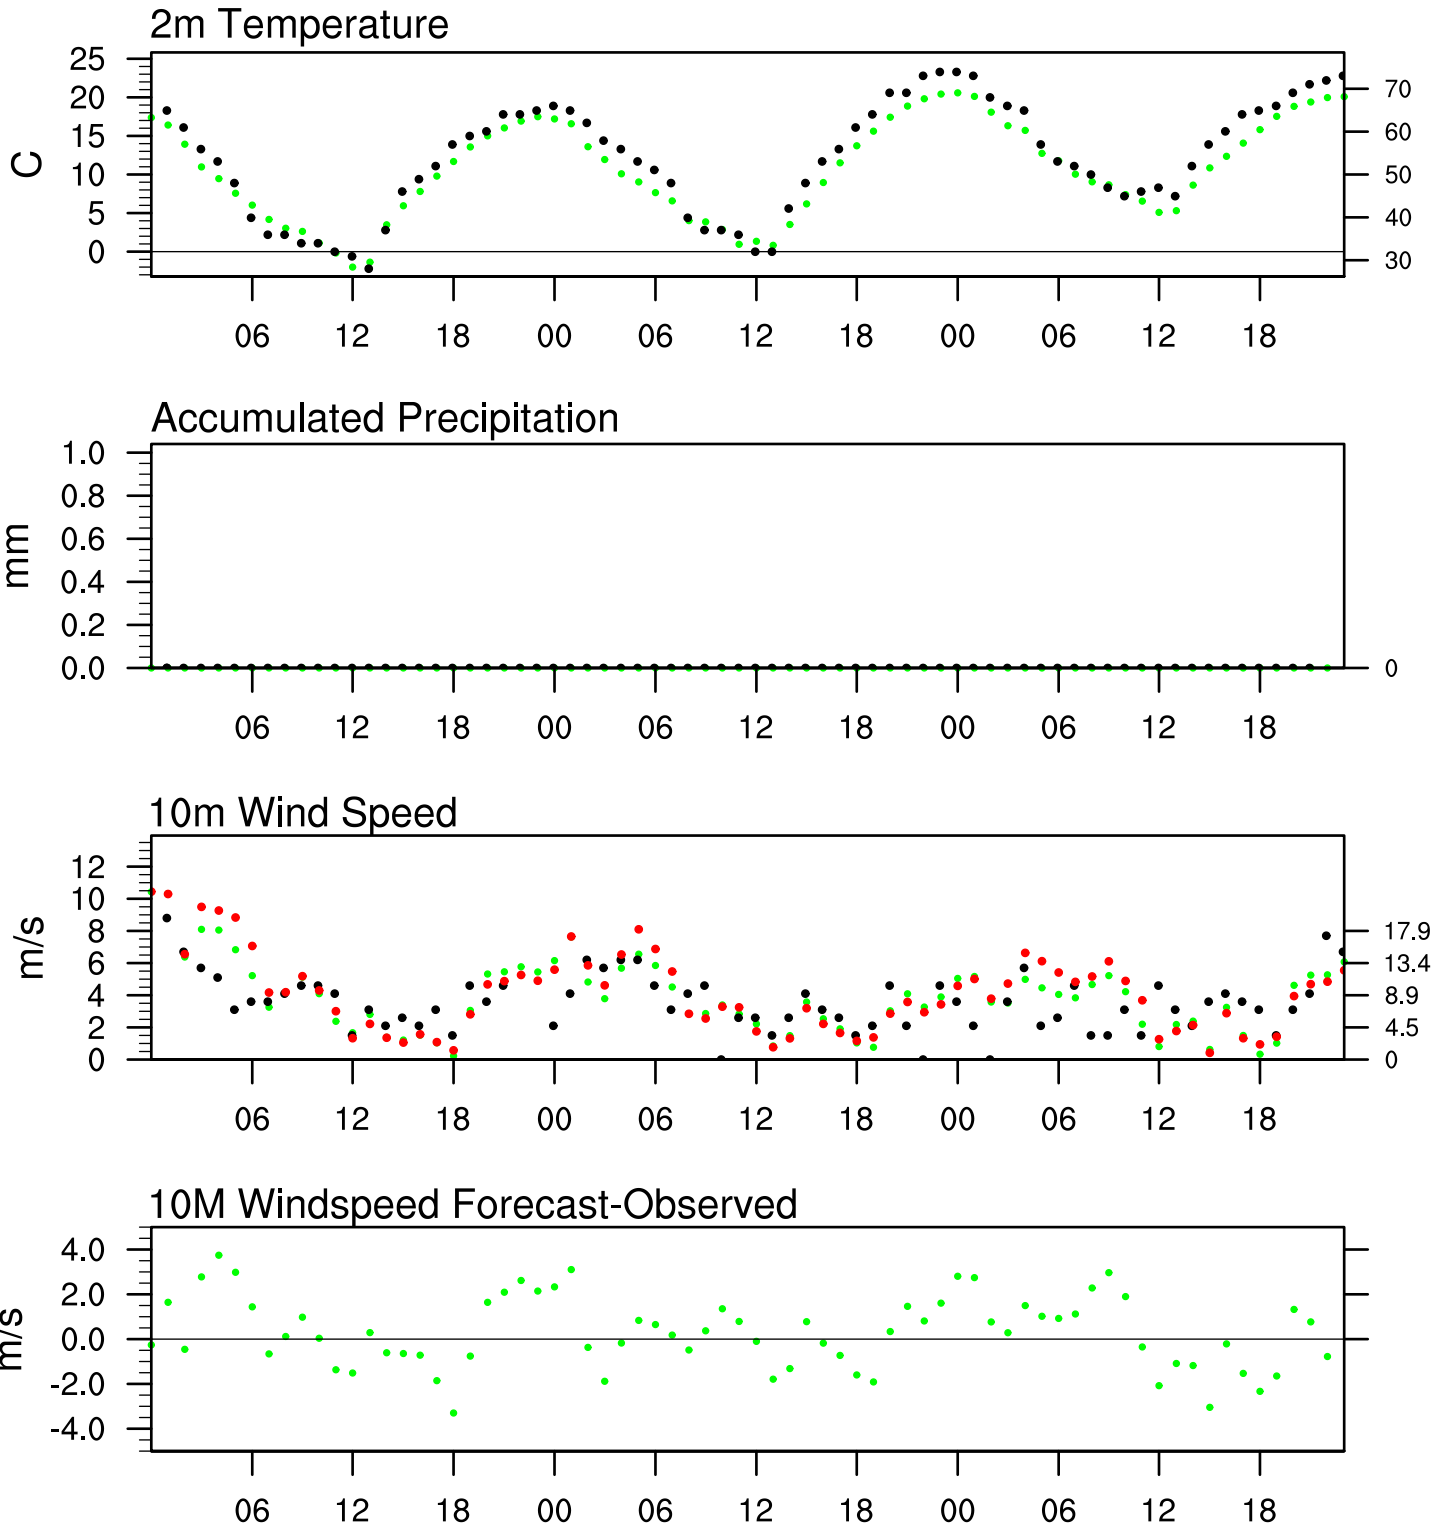 2m Temperature
25
20
15
10
5
0
C
70
60
50
40
30
06 12 18 00 06 12 18 00 06 12 18
Accumulated Precipitation
1.0
0.8
0.6
0.4
0.2
0.0
mm
0
06 12 18 00 06 12 18 00 06 12 18
10m Wind Speed
12
10
8
6
4
2
0
m/s
17.9
13.4
8.9
4.5
0
06 12 18 00 06 12 18 00 06 12 18
10M Windspeed Forecast-Observed
4.0
2.0
0.0
-2.0
-4.0
m/s
06 12 18 00 06 12 18 00 06 12 18